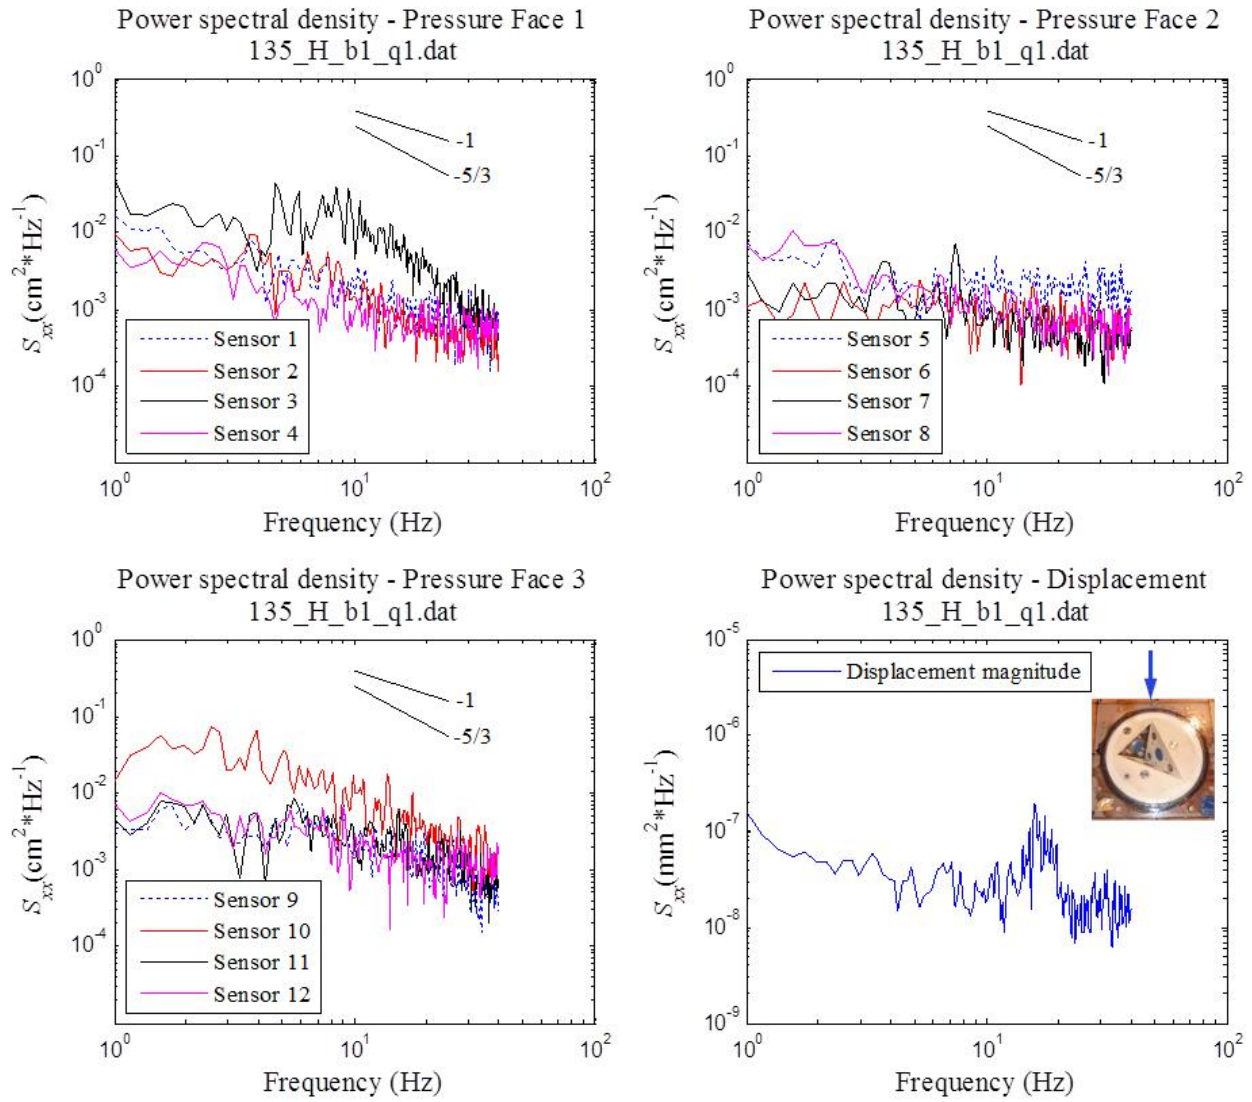 Power spectral density - Pressure Face 1
135_H_b1_q1.dat
10^0
10^-1
10^-2
10^-3
10^-4
S_xx (cm^2*Hz^-1)
-1
-5/3
Sensor 1
Sensor 2
Sensor 3
Sensor 4
10^0
10^1
10^2
Frequency (Hz)
Power spectral density - Pressure Face 2
135_H_b1_q1.dat
10^0
10^-1
10^-2
10^-3
10^-4
S_xx (cm^2*Hz^-1)
-1
-5/3
Sensor 5
Sensor 6
Sensor 7
Sensor 8
10^0
10^1
10^2
Frequency (Hz)
Power spectral density - Pressure Face 3
135_H_b1_q1.dat
10^0
10^-1
10^-2
10^-3
10^-4
S_xx (cm^2*Hz^-1)
-1
-5/3
Sensor 9
Sensor 10
Sensor 11
Sensor 12
10^0
10^1
10^2
Frequency (Hz)
Power spectral density - Displacement
135_H_b1_q1.dat
10^-5
10^-6
10^-7
10^-8
10^-9
S_xx (mm^2*Hz^-1)
Displacement magnitude
10^0
10^1
10^2
Frequency (Hz)